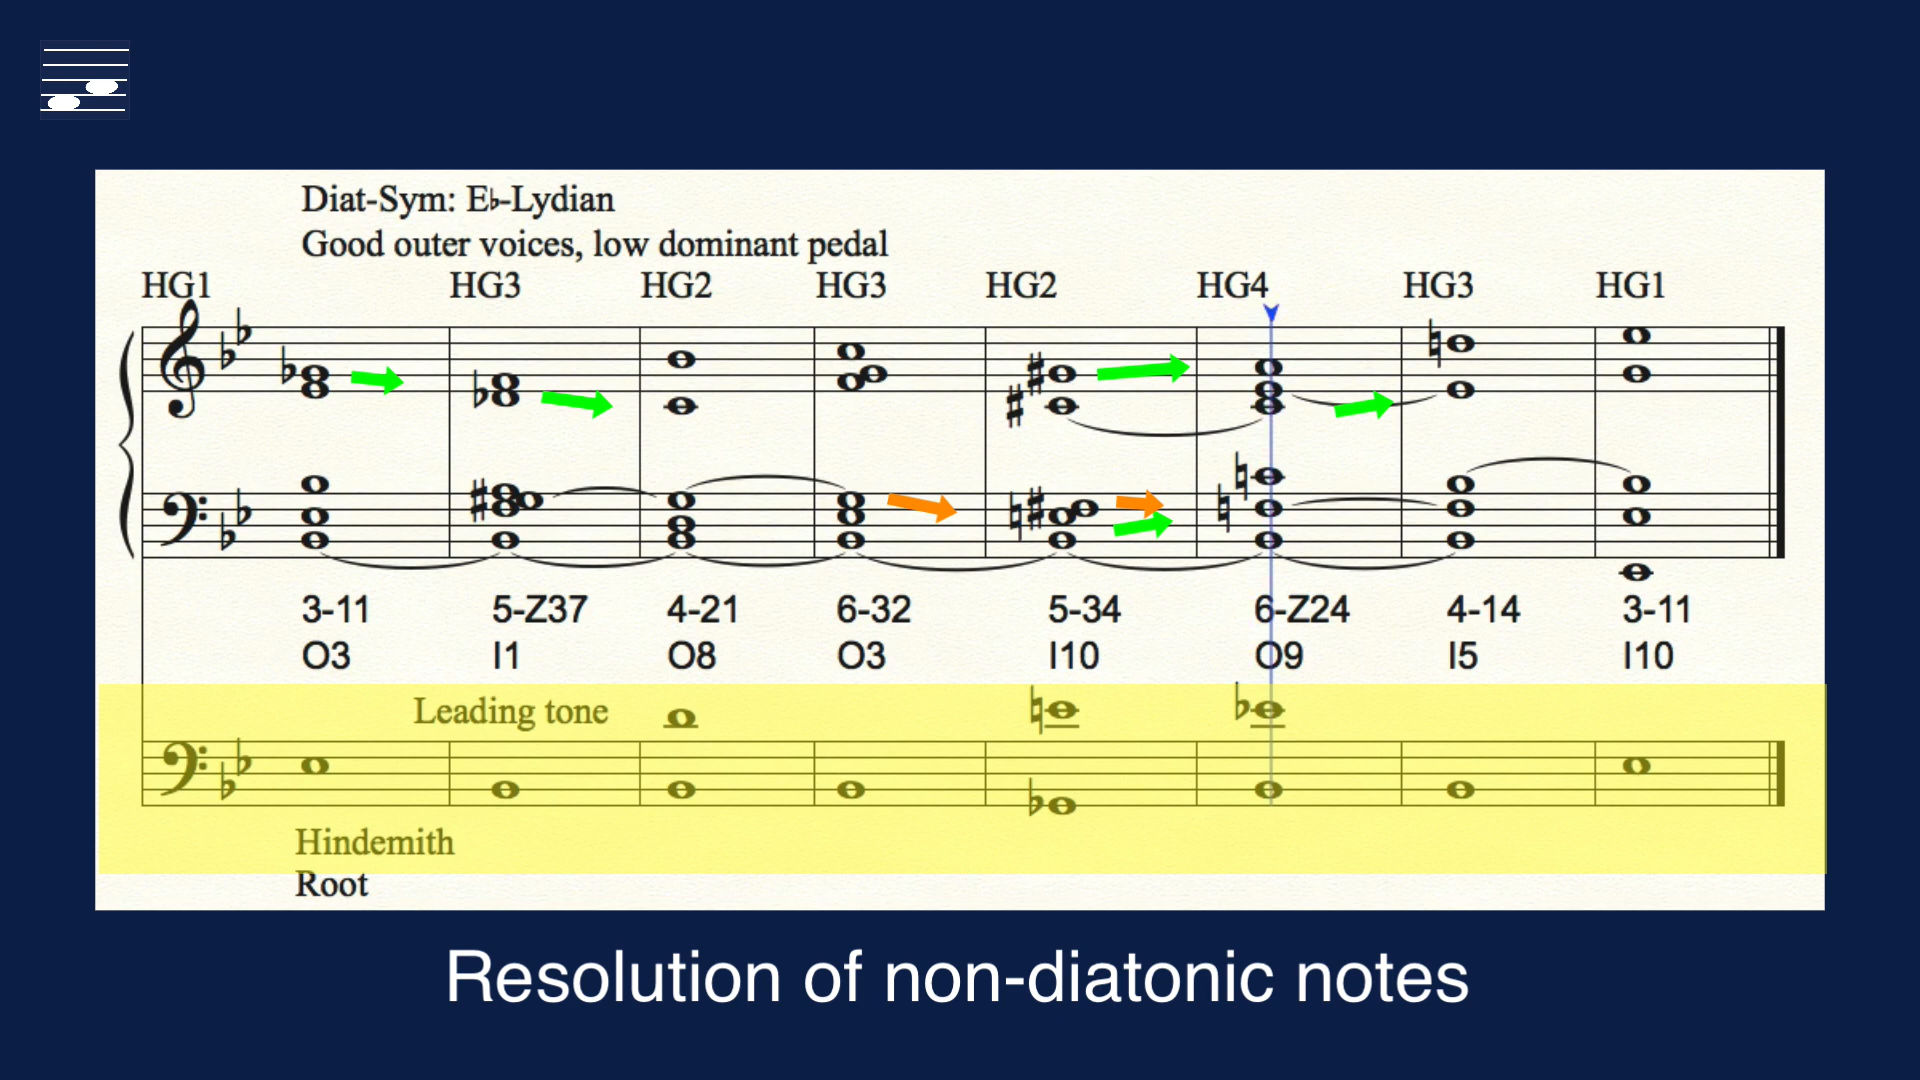 Diat-Sym: E♭-Lydian
Good outer voices, low dominant pedal
HG1 HG3 HG2 HG3 HG2 HG4 HG3 HG1
3-11 5-Z37 4-21 6-32 5-34 6-Z24 4-14 3-11
O3 I1 O8 O3 I10 O9 I5 I10
Leading tone
Hindemith
Root
Resolution of non-diatonic notes